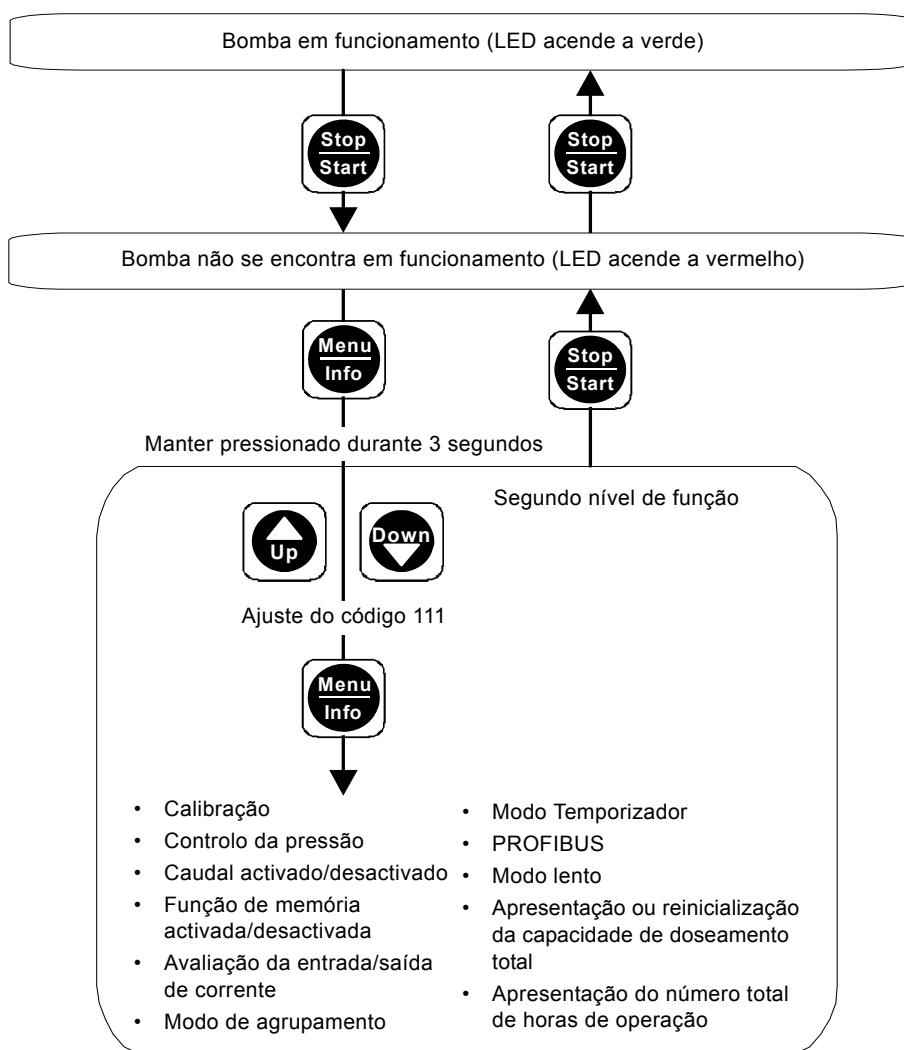 Bomba em funcionamento (LED acende a verde)
Stop
Start
Stop
Start
Bomba não se encontra em funcionamento (LED acende a vermelho)
Menu
Info
Stop
Start
Manter pressionado durante 3 segundos
Segundo nível de função
Up
Down
Ajuste do código 111
Menu
Info
• Calibração
• Controlo da pressão
• Caudal activado/desactivado
• Função de memória
activada/desactivada
• Avaliação da entrada/saída
de corrente
• Modo de agrupamento
• Modo Temporizador
• PROFIBUS
• Modo lento
• Apresentação ou reinicialização
da capacidade de doseamento
total
• Apresentação do número total
de horas de operação